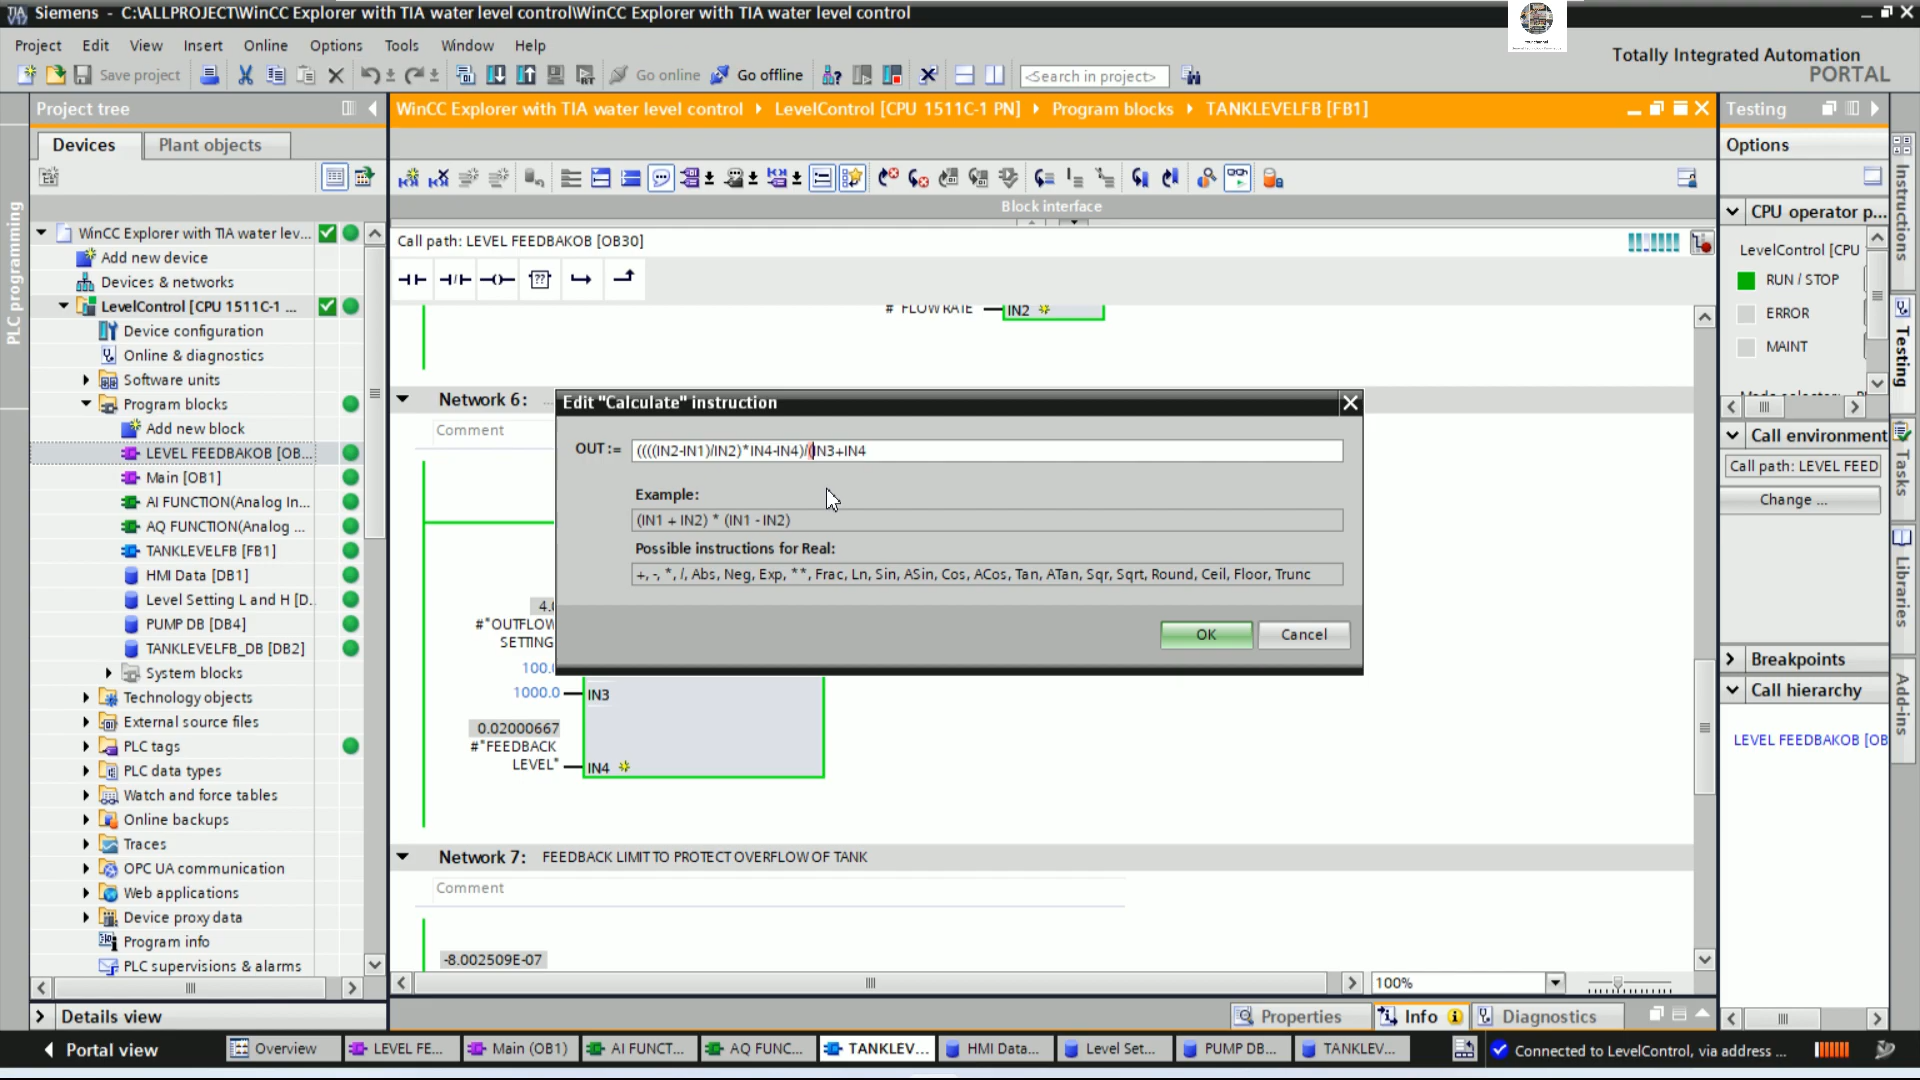 Siemens - C:\ALLPROJECT\WinCC Explorer with TIA water level control\WinCC Explorer with TIA water level control
Project Edit View Insert Online Options Tools Window Help
Totally Integrated Automation
PORTAL
Save project
Go online
Go offline
<Search in project>
Project tree
WinCC Explorer with TIA water level control
LevelControl [CPU 1511C-1 PN]
Program blocks
TANKLEVELFB [FB1]
Testing
Devices
Plant objects
Options
PLC programming
Block interface
CPU operator p...
Call path: LEVEL FEEDBAKOB [OB30]
LevelControl [CPU
RUN / STOP
ERROR
MAINT
WinCC Explorer with TIA water lev...
Add new device
Devices & networks
LevelControl [CPU 1511C-1 ...
Device configuration
Online & diagnostics
Software units
Program blocks
Add new block
LEVEL FEEDBAKOB [OB...
Main [OB1]
AI FUNCTION(Analog In...
AQ FUNCTION(Analog ...
TANKLEVELFB [FB1]
HMI Data [DB1]
Level Setting L and H [D...
PUMP DB [DB4]
TANKLEVELFB_DB [DB2]
System blocks
Technology objects
External source files
PLC tags
PLC data types
Watch and force tables
Online backups
Traces
OPC UA communication
Web applications
Device proxy data
Program info
PLC supervisions & alarms
Details view
# FLOW RATE
IN2
Network 6:
Comment
Edit "Calculate" instruction
OUT :=
((((IN2-IN1)/IN2)*IN4-IN4)/(IN3+IN4
Example:
(IN1 + IN2) * (IN1 - IN2)
Possible instructions for Real:
+, -, *, /, Abs, Neg, Exp, **, Frac, Ln, Sin, ASin, Cos, ACos, Tan, ATan, Sqr, Sqrt, Round, Ceil, Floor, Trunc
OK
Cancel
#"OUTFLOW
SETTING
100.
1000.0
IN3
0.02000667
#"FEEDBACK
LEVEL"
IN4
Network 7:
FEEDBACK LIMIT TO PROTECT OVERFLOW OF TANK
Comment
-8.002509E-07
100%
Call environment
Call path: LEVEL FEED
Change ...
Breakpoints
Call hierarchy
LEVEL FEEDBAKOB [OB
Instructions
Testing
Tasks
Libraries
Add-ins
Properties
Info
Diagnostics
Portal view
Overview
LEVEL FE...
Main (OB1)
AI FUNCT...
AQ FUNC...
TANKLEV...
HMI Data...
Level Set...
PUMP DB...
TANKLEV...
Connected to LevelControl, via address ...